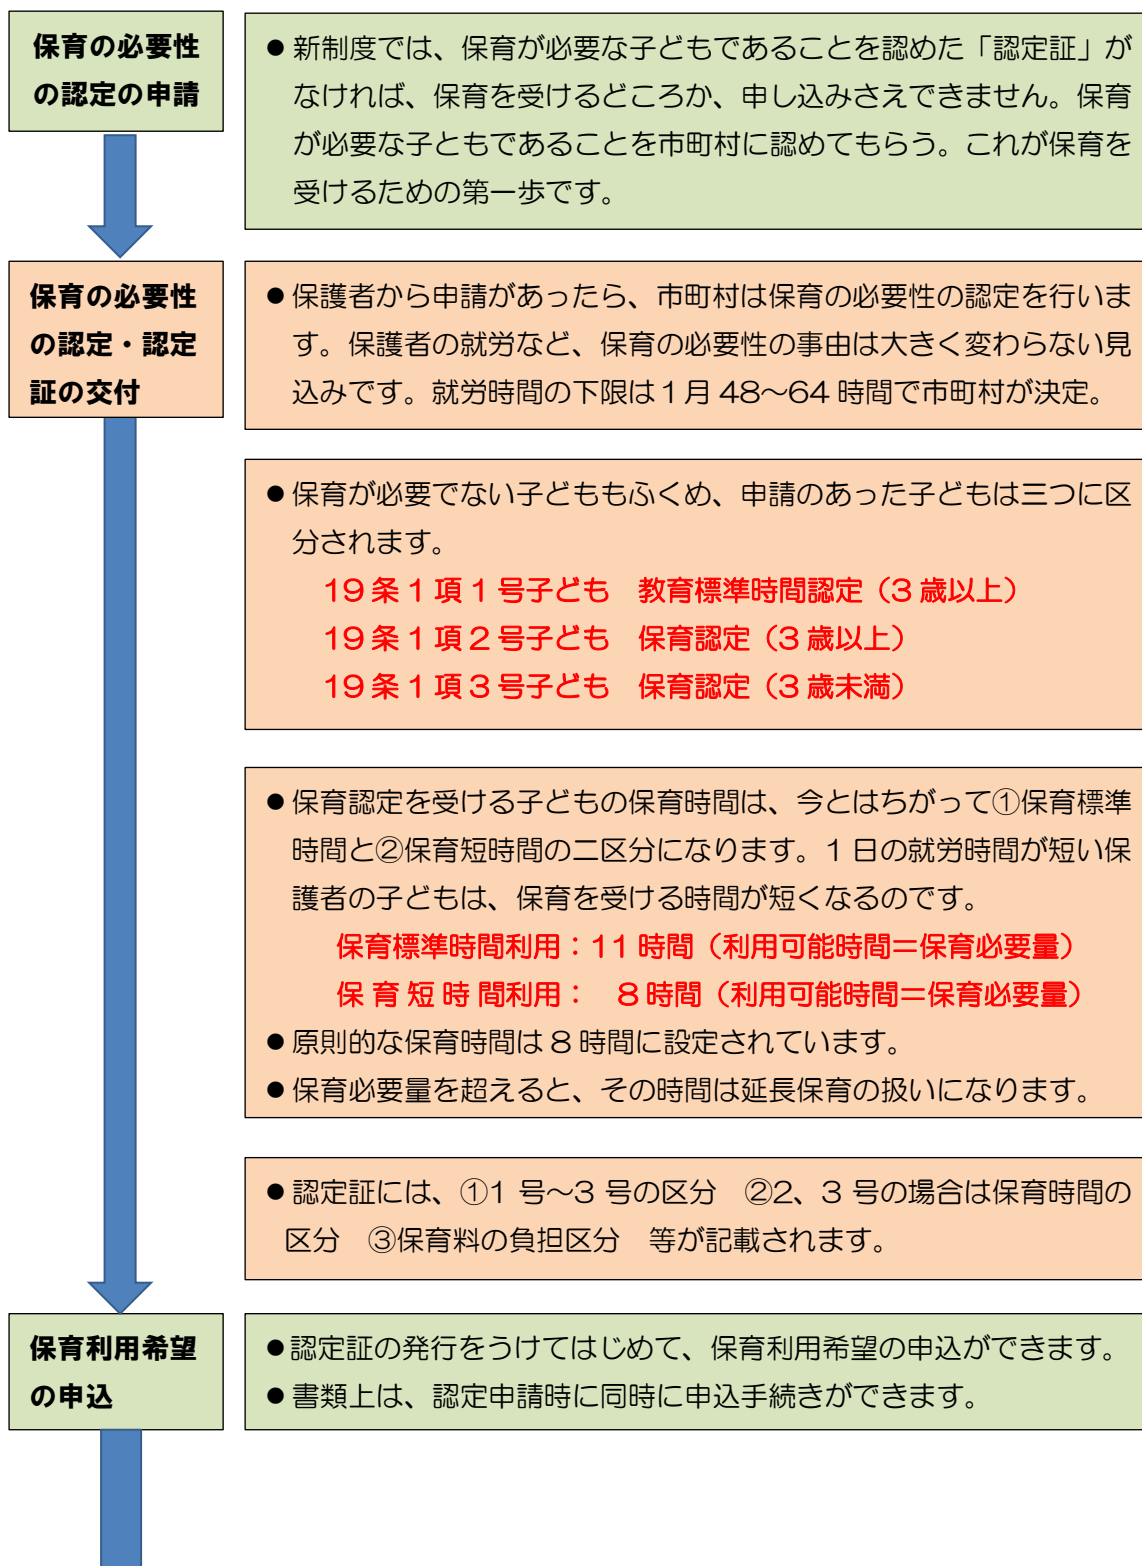 保育の必要性
の認定の申請
●新制度では、保育が必要な子どもであることを認めた「認定証」が
なければ、保育を受けるどころか、申し込みさえできません。保育
が必要な子ともであることを市町村に認めてもらう。これが保育を
受けるための第一歩です。
保育の必要性
の認定・認定
証の交付
●保護者から申請があったら、市町村は保育の必要性の認定を行いま
す。保護者の就労など、保育の必要性の事由は大きく変わらない見
込みです。就労時間の下限は1月48～64時間で市町村が決定。
●保育が必要でない子どももふくめ、申請のあった子どもは三つに区
分されます。
19条1項1号子ども　教育標準時間認定（3歳以上）
19条1項2号子ども　保育認定（3歳以上）
19条1項3号子ども　保育認定（3歳未満）
●保育認定を受ける子どもの保育時間は、今とはちがって①保育標準
時間と②保育短時間の二区分になります。1日の就労時間が短い保
護者の子どもは、保育を受ける時間が短くなるのです。
保育標準時間利用：11時間（利用可能時間＝保育必要量）
保育短時間利用：　8時間（利用可能時間＝保育必要量）
●原則的な保育時間は8時間に設定されています。
●保育必要量を超えると、その時間は延長保育の扱いになります。
●認定証には、①1号～3号の区分　②2、3号の場合は保育時間の
区分　③保育料の負担区分　等が記載されます。
保育利用希望
の申込
●認定証の発行をうけてはじめて、保育利用希望の申込ができます。
●書類上は、認定申請時に同時に申込手続きができます。